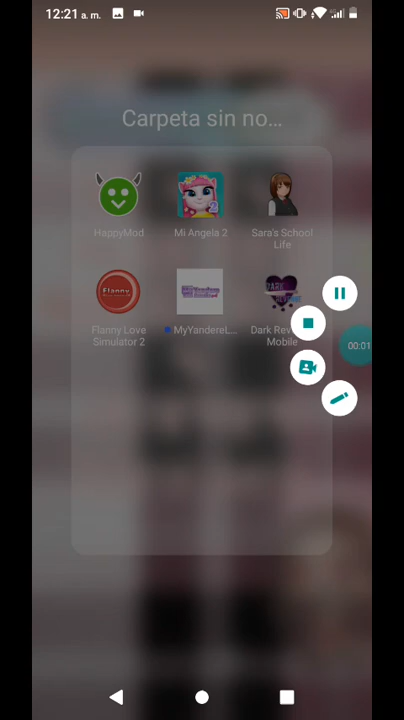 12:21 a. m.
Carpeta sin no...
HappyMod
Mi Angela 2
Sara's School
Life
Flanny
Flanny Love
Simulator 2
MyYandereL...
DARK
Dark Rev
Mobile
00:01